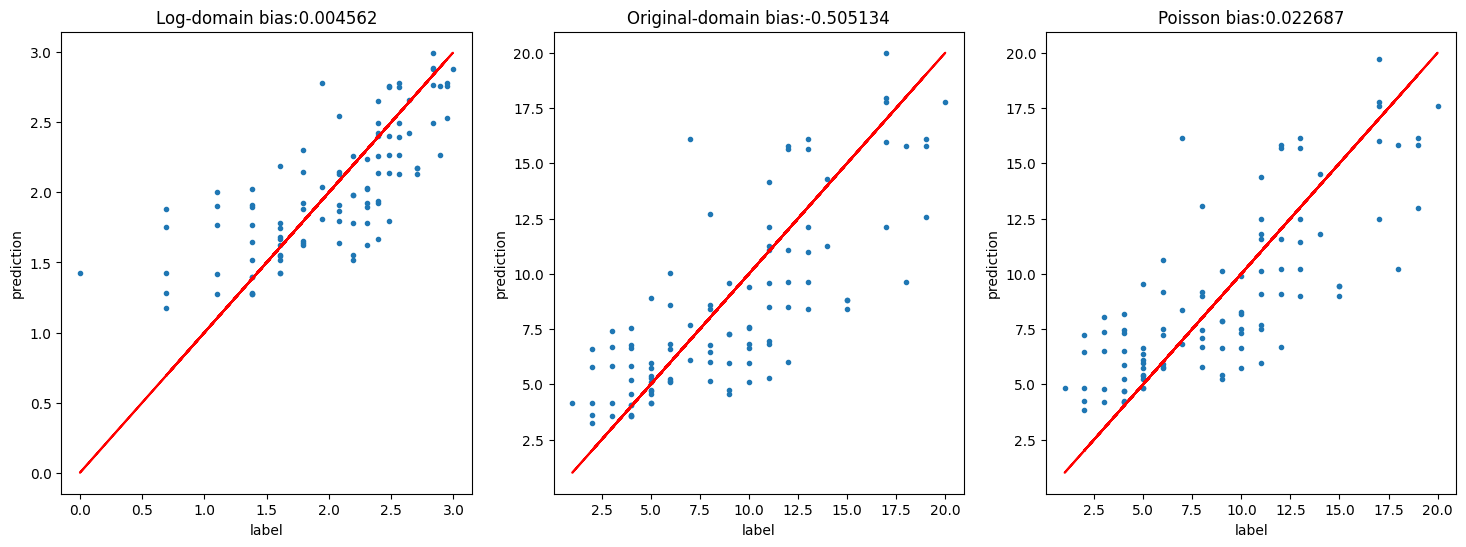 Log-domain bias:0.004562
3.0
2.5
2.0
1.5
1.0
0.5
0.0
prediction
0.0 0.5 1.0 1.5 2.0 2.5 3.0
label
Original-domain bias:-0.505134
20.0
17.5
15.0
12.5
10.0
7.5
5.0
2.5
prediction
2.5 5.0 7.5 10.0 12.5 15.0 17.5 20.0
label
Poisson bias:0.022687
20.0
17.5
15.0
12.5
10.0
7.5
5.0
2.5
prediction
2.5 5.0 7.5 10.0 12.5 15.0 17.5 20.0
label